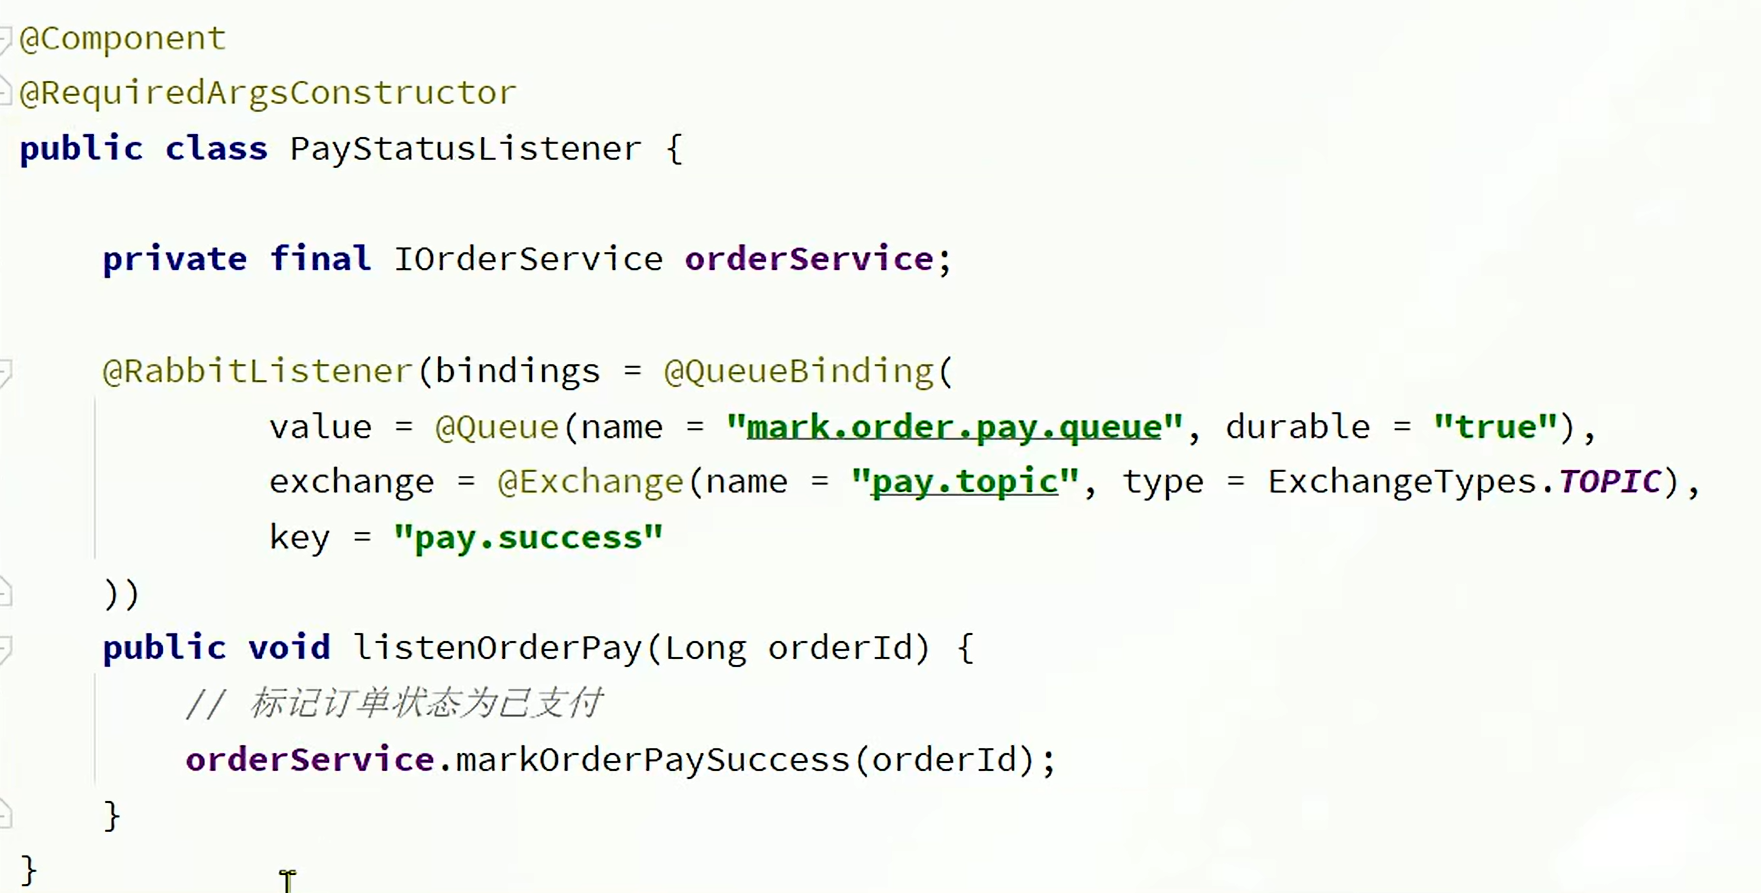 @Component
@RequiredArgsConstructor
public class PayStatusListener {
private final IOrderService orderService;
@RabbitListener(bindings = @QueueBinding(
value = @Queue(name = "mark.order.pay.queue", durable = "true"),
exchange = @Exchange(name = "pay.topic", type = ExchangeTypes.TOPIC),
key = "pay.success"
))
public void listenOrderPay(Long orderId) {
// 标记订单状态为已支付
orderService.markOrderPaySuccess(orderId);
}
}